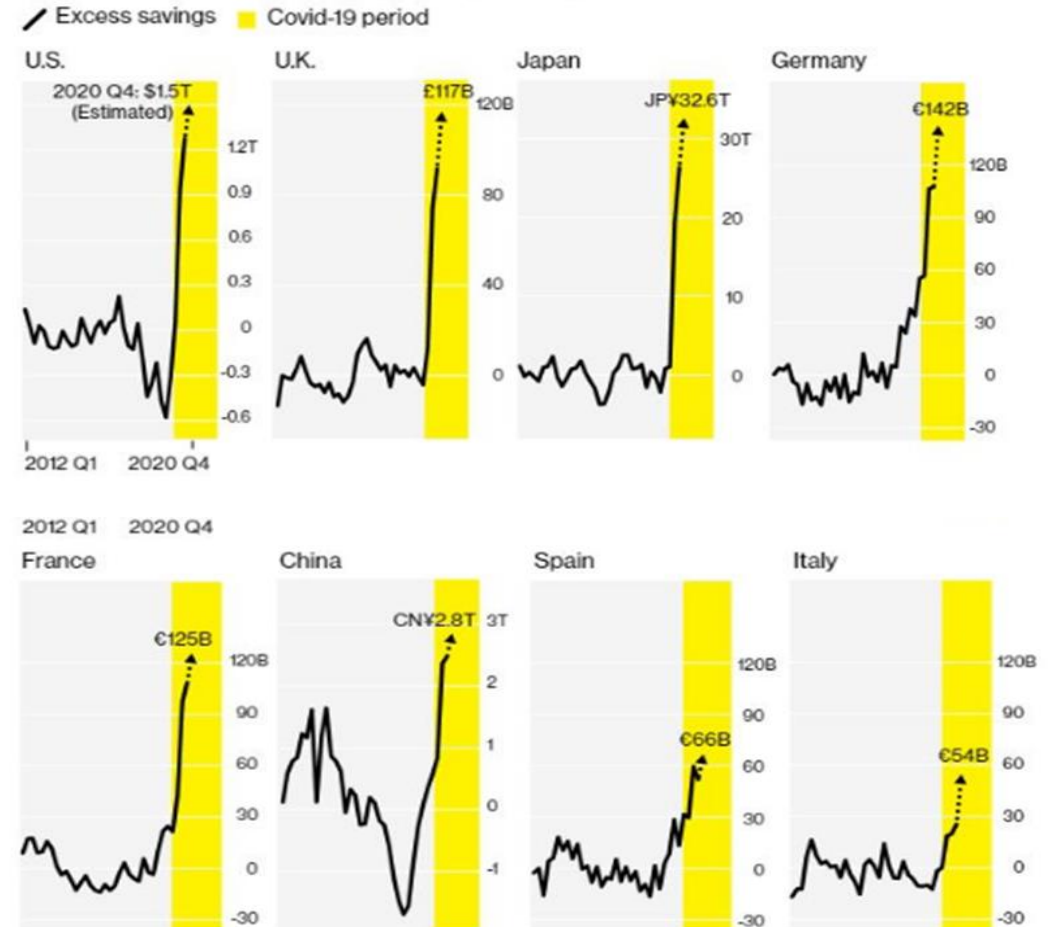 Excess savings Covid-19 period
U.S. U.K. Japan Germany
2020 Q4: $1.5T
(Estimated)
1.2T
0.9
0.6
0.3
0
-0.3
-0.6
2012 Q1 2020 Q4
£117B
120B
80
40
0
JP¥32.6T
30T
20
10
0
€142B
120B
90
60
30
0
-30
2012 Q1 2020 Q4
France China Spain Italy
€125B
120B
90
60
30
0
-30
CN¥2.8T
3T
2
1
0
-1
€66B
120B
90
60
30
0
-30
€54B
120B
90
60
30
0
-30